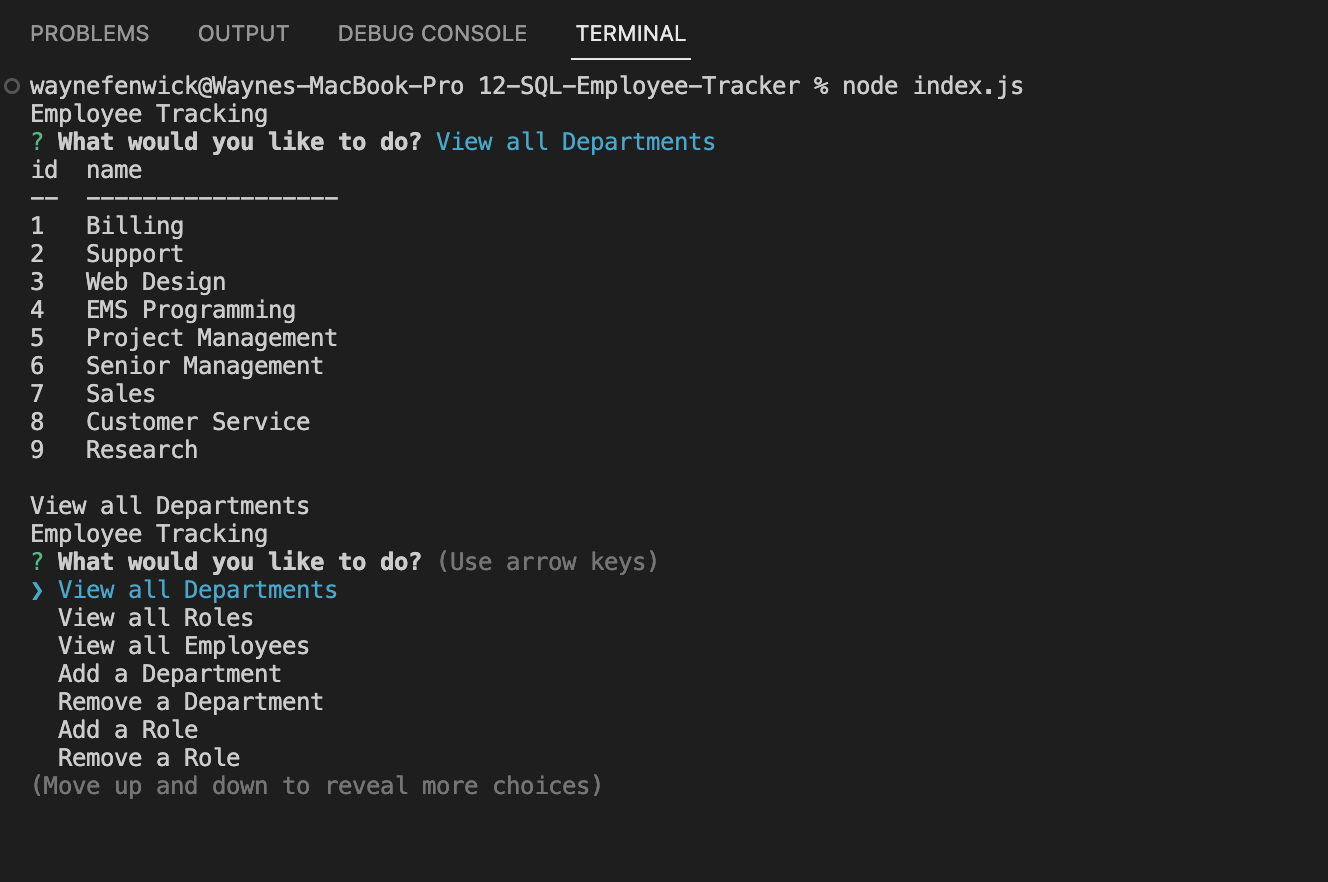 PROBLEMS OUTPUT DEBUG CONSOLE TERMINAL
waynefenwick@Waynes-MacBook-Pro 12-SQL-Employee-Tracker % node index.js
Employee Tracking
? What would you like to do? View all Departments
id  name
--  ------------------
1   Billing
2   Support
3   Web Design
4   EMS Programming
5   Project Management
6   Senior Management
7   Sales
8   Customer Service
9   Research
View all Departments
Employee Tracking
? What would you like to do? (Use arrow keys)
❯ View all Departments
  View all Roles
  View all Employees
  Add a Department
  Remove a Department
  Add a Role
  Remove a Role
(Move up and down to reveal more choices)